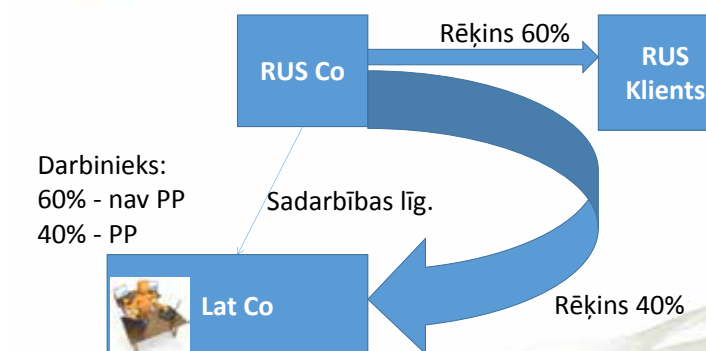 Rēķins 60%
RUS Co
RUS
Klients
Darbinieks:
60% - nav PP
40% - PP
Sadarbības līg.
Lat Co
Rēķins 40%